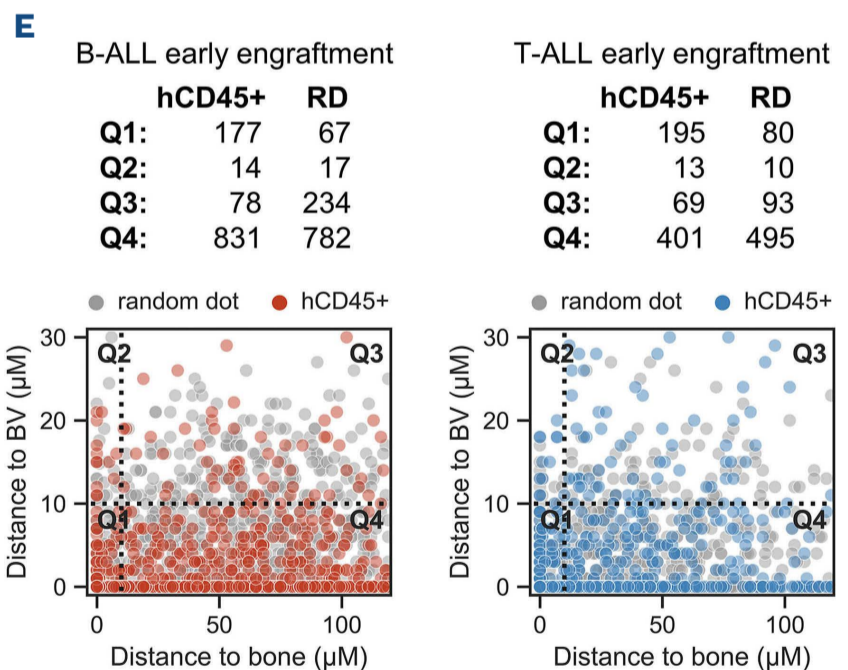 E
B-ALL early engraftment
hCD45+ RD
Q1: 177 67
Q2: 14 17
Q3: 78 234
Q4: 831 782
random dot hCD45+
30
20
10
0
Distance to BV (μM)
Q2 Q3
Q1 Q4
0 50 100
Distance to bone (μM)
T-ALL early engraftment
hCD45+ RD
Q1: 195 80
Q2: 13 10
Q3: 69 93
Q4: 401 495
random dot hCD45+
30
20
10
0
Distance to BV (μM)
Q2 Q3
Q1 Q4
0 50 100
Distance to bone (μM)